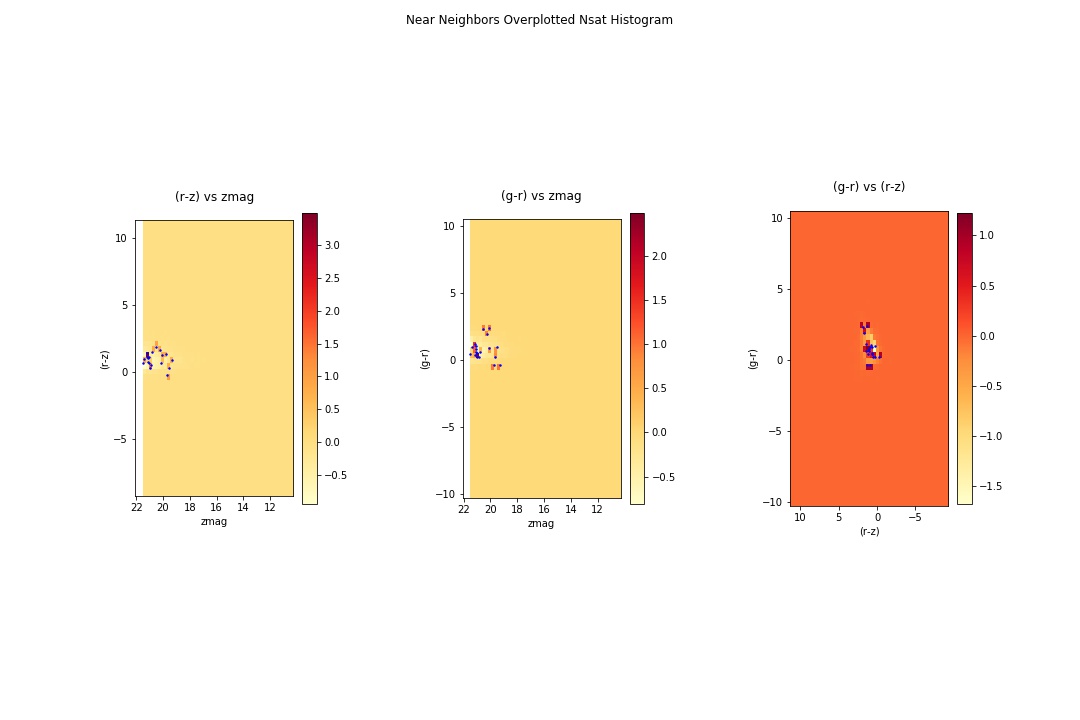 Near Neighbors Overplotted Nsat Histogram
(r-z) vs zmag
10
5
0
−5
(r-z)
22 20 18 16 14 12
zmag
3.0
2.5
2.0
1.5
1.0
0.5
0.0
−0.5
(g-r) vs zmag
10
5
0
−5
−10
(g-r)
22 20 18 16 14 12
zmag
2.0
1.5
1.0
0.5
0.0
−0.5
(g-r) vs (r-z)
10
5
0
−5
−10
(g-r)
10 5 0 −5
(r-z)
1.0
0.5
0.0
−0.5
−1.0
−1.5